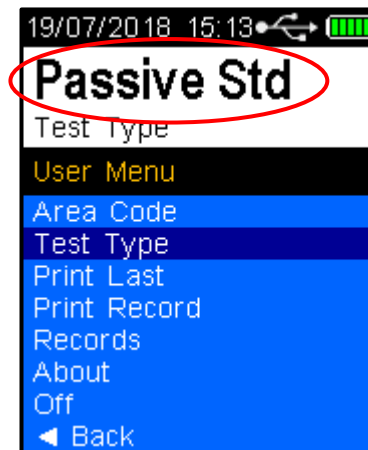 19/07/2018 15:13
Passive Std
Test Type
User Menu
Area Code
Test Type
Print Last
Print Record
Records
About
Off
◄ Back